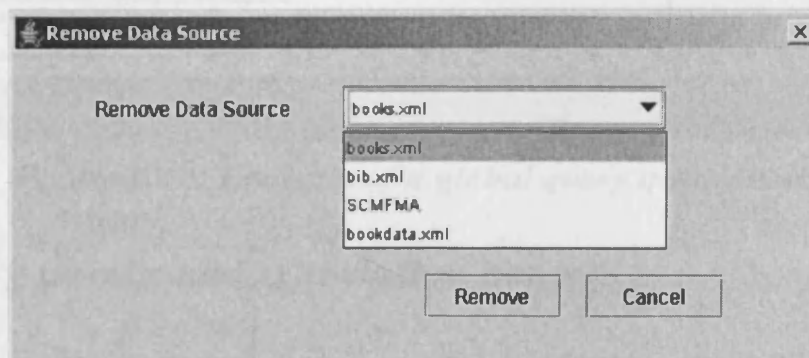 Remove Data Source
Remove Data Source books.xml
books.xml
bib.xml
SCMFMA
bookdata.xml
Remove Cancel